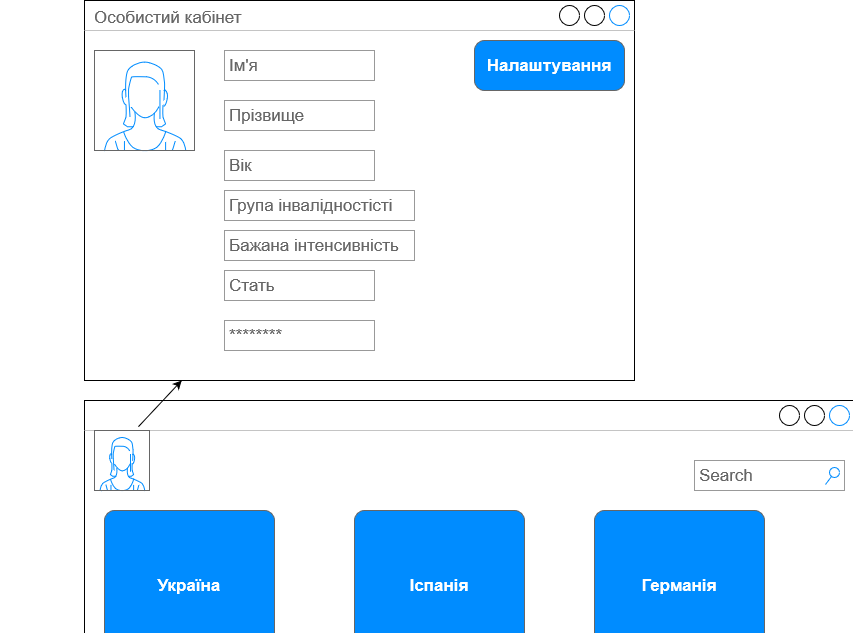 Особистий кабінет
Ім'я
Налаштування
Прізвище
Вік
Група інвалідностісті
Бажана інтенсивність
Стать
********
Search
Україна
Іспанія
Германія